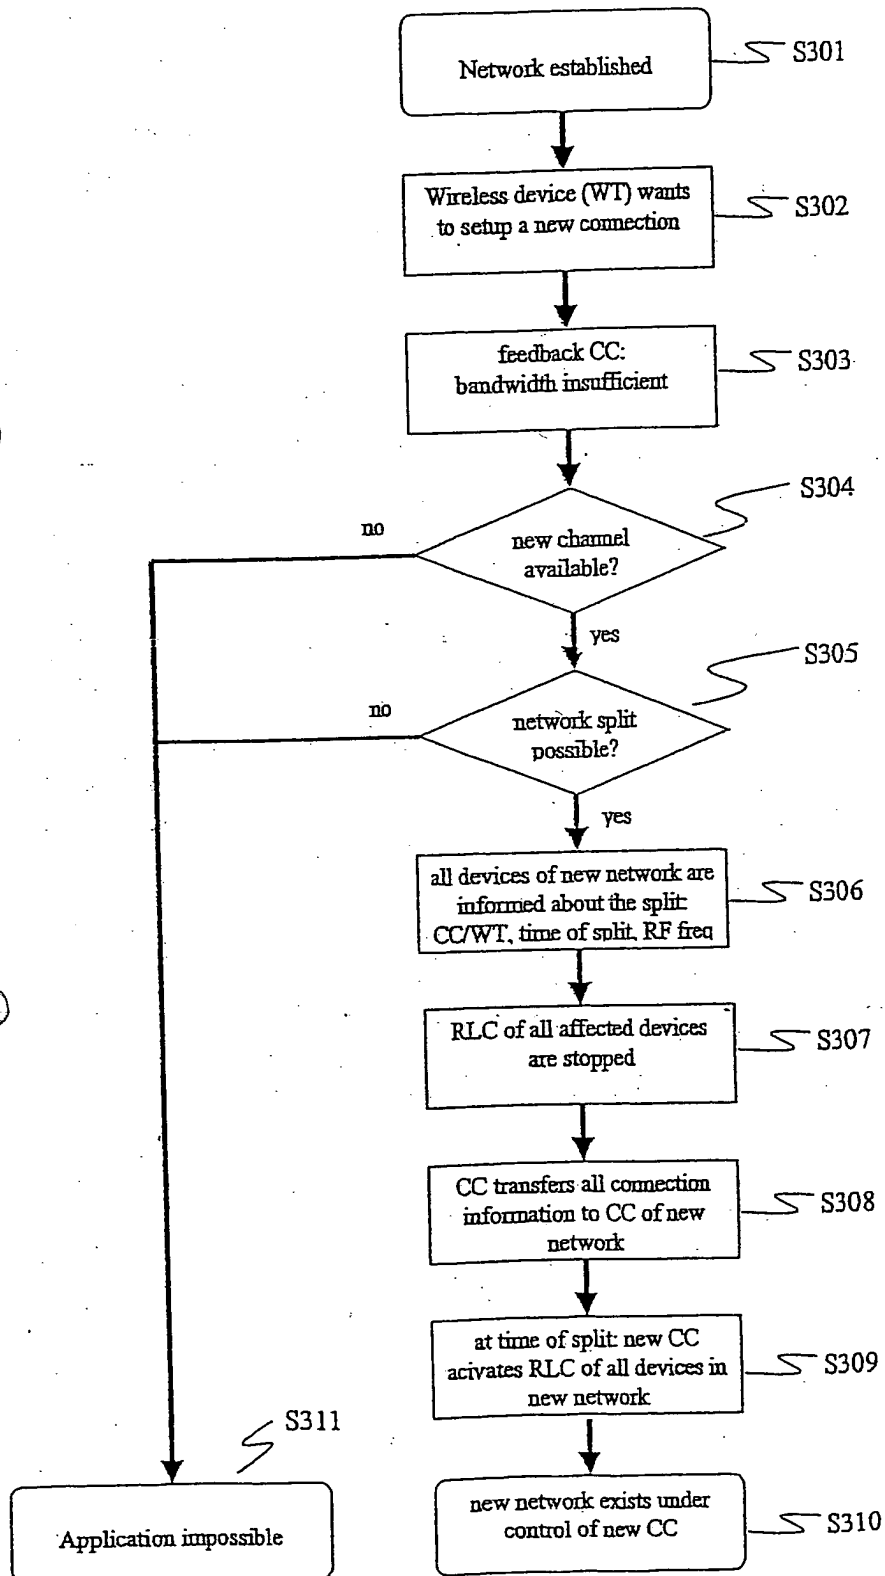 Network established
S301
Wireless device (WT) wants
to setup a new connection
S302
feedback CC:
bandwidth insufficient
S303
new channel
available?
S304
no
yes
network split
possible?
S305
no
yes
all devices of new network are
informed about the split:
CC/WT, time of split, RF freq
S306
RLC of all affected devices
are stopped
S307
CC transfers all connection
information to CC of new
network
S308
at time of split: new CC
acivates RLC of all devices in
new network
S309
new network exists under
control of new CC
S310
S311
Application impossible